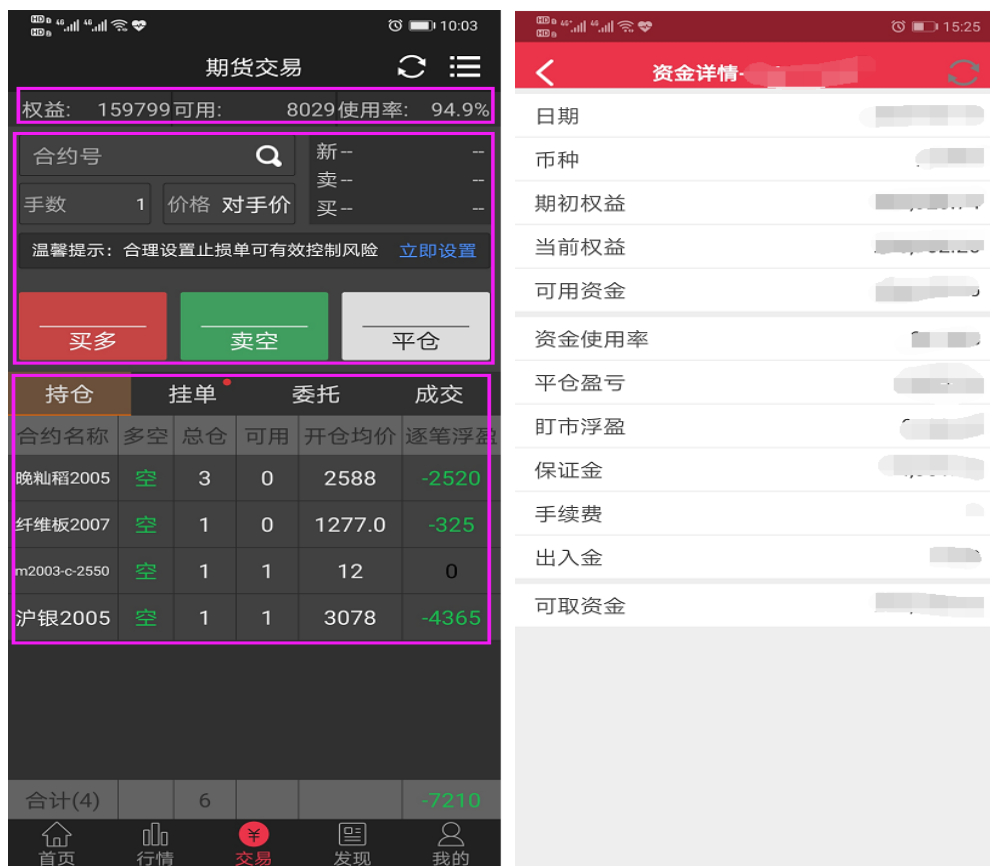 10:03
期货交易
权益: 159799 可用: 8029 使用率: 94.9%
合约号 新 -- --
卖 -- --
手数 1 价格 对手价 买 -- --
温馨提示：合理设置止损单可有效控制风险 立即设置
买多 卖空 平仓
持仓 挂单 委托 成交
合约名称 多空 总仓 可用 开仓均价 逐笔浮盈
晚籼稻2005 空 3 0 2588 -2520
纤维板2007 空 1 0 1277.0 -325
m2003-c-2550 空 1 1 12 0
沪银2005 空 1 1 3078 -4365
合计(4) 6 -7210
首页 行情 交易 发现 我的
15:25
资金详情-
日期
币种
期初权益
当前权益
可用资金
资金使用率
平仓盈亏
盯市浮盈
保证金
手续费
出入金
可取资金